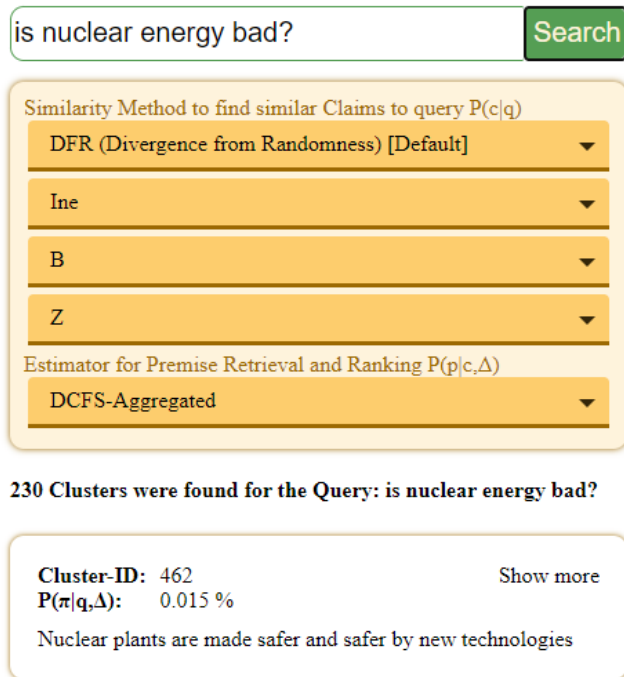 is nuclear energy bad?
Search
Similarity Method to find similar Claims to query P(c|q)
DFR (Divergence from Randomness) [Default]
Ine
B
Z
Estimator for Premise Retrieval and Ranking P(p|c,Δ)
DCFS-Aggregated
230 Clusters were found for the Query: is nuclear energy bad?
Cluster-ID: 462 Show more
P(π|q,Δ): 0.015 %
Nuclear plants are made safer and safer by new technologies